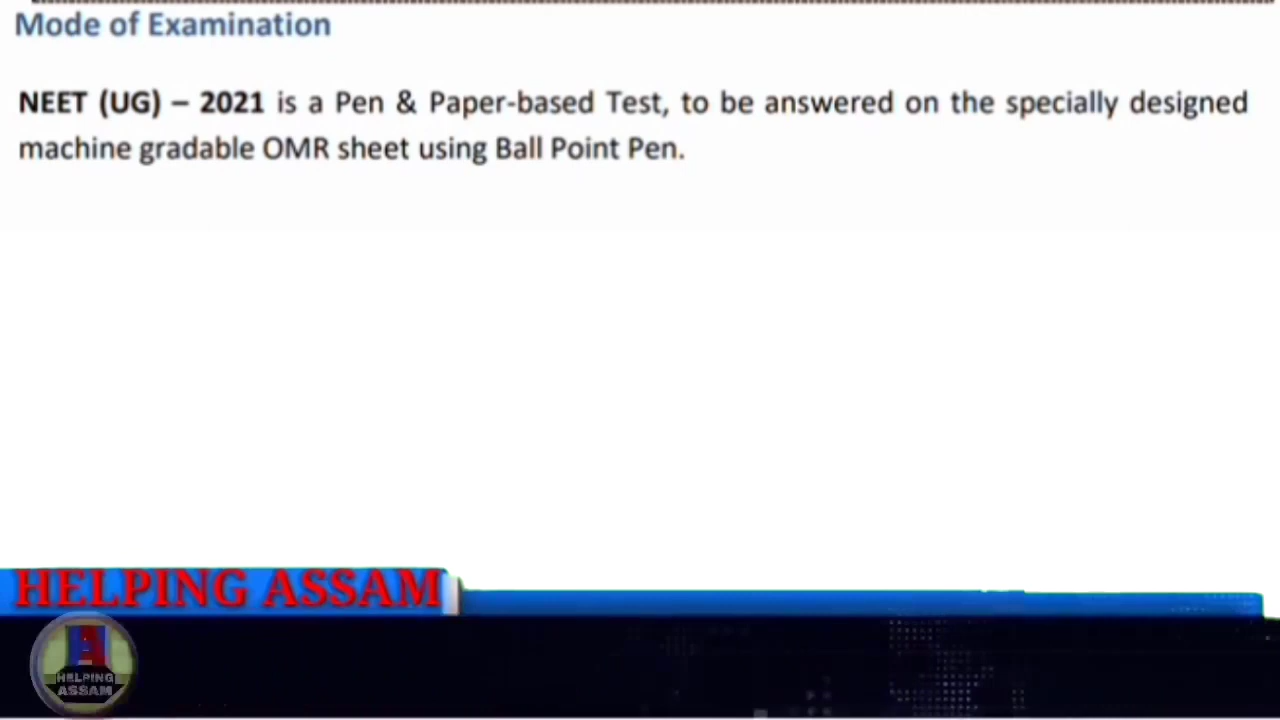 Mode of Examination
NEET (UG) – 2021 is a Pen & Paper-based Test, to be answered on the specially designed
machine gradable OMR sheet using Ball Point Pen.
HELPING ASSAM
A
HELPING
ASSAM